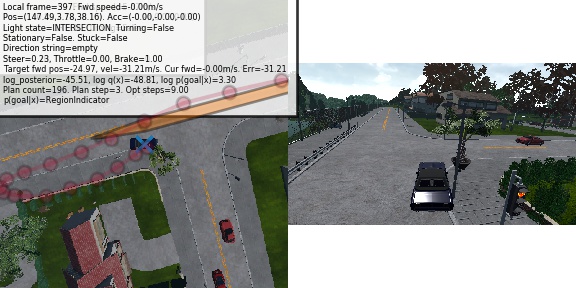 Local frame=397. Fwd speed=-0.00m/s
Pos=(147.49,3.78,38.16). Acc=(-0.00,-0.00,-0.00)
Light state=INTERSECTION. Turning=False
Stationary=False. Stuck=False
Direction string=empty
Steer=0.23, Throttle=0.00, Brake=1.00
Target fwd pos=-24.97, vel=-31.21m/s. Cur fwd=-0.00m/s. Err=-31.21
log_posterior=-45.51, log q(x)=-48.81, log p(goal|x)=3.30
Plan count=196. Plan step=3. Opt steps=9.00
p(goal|x)=RegionIndicator